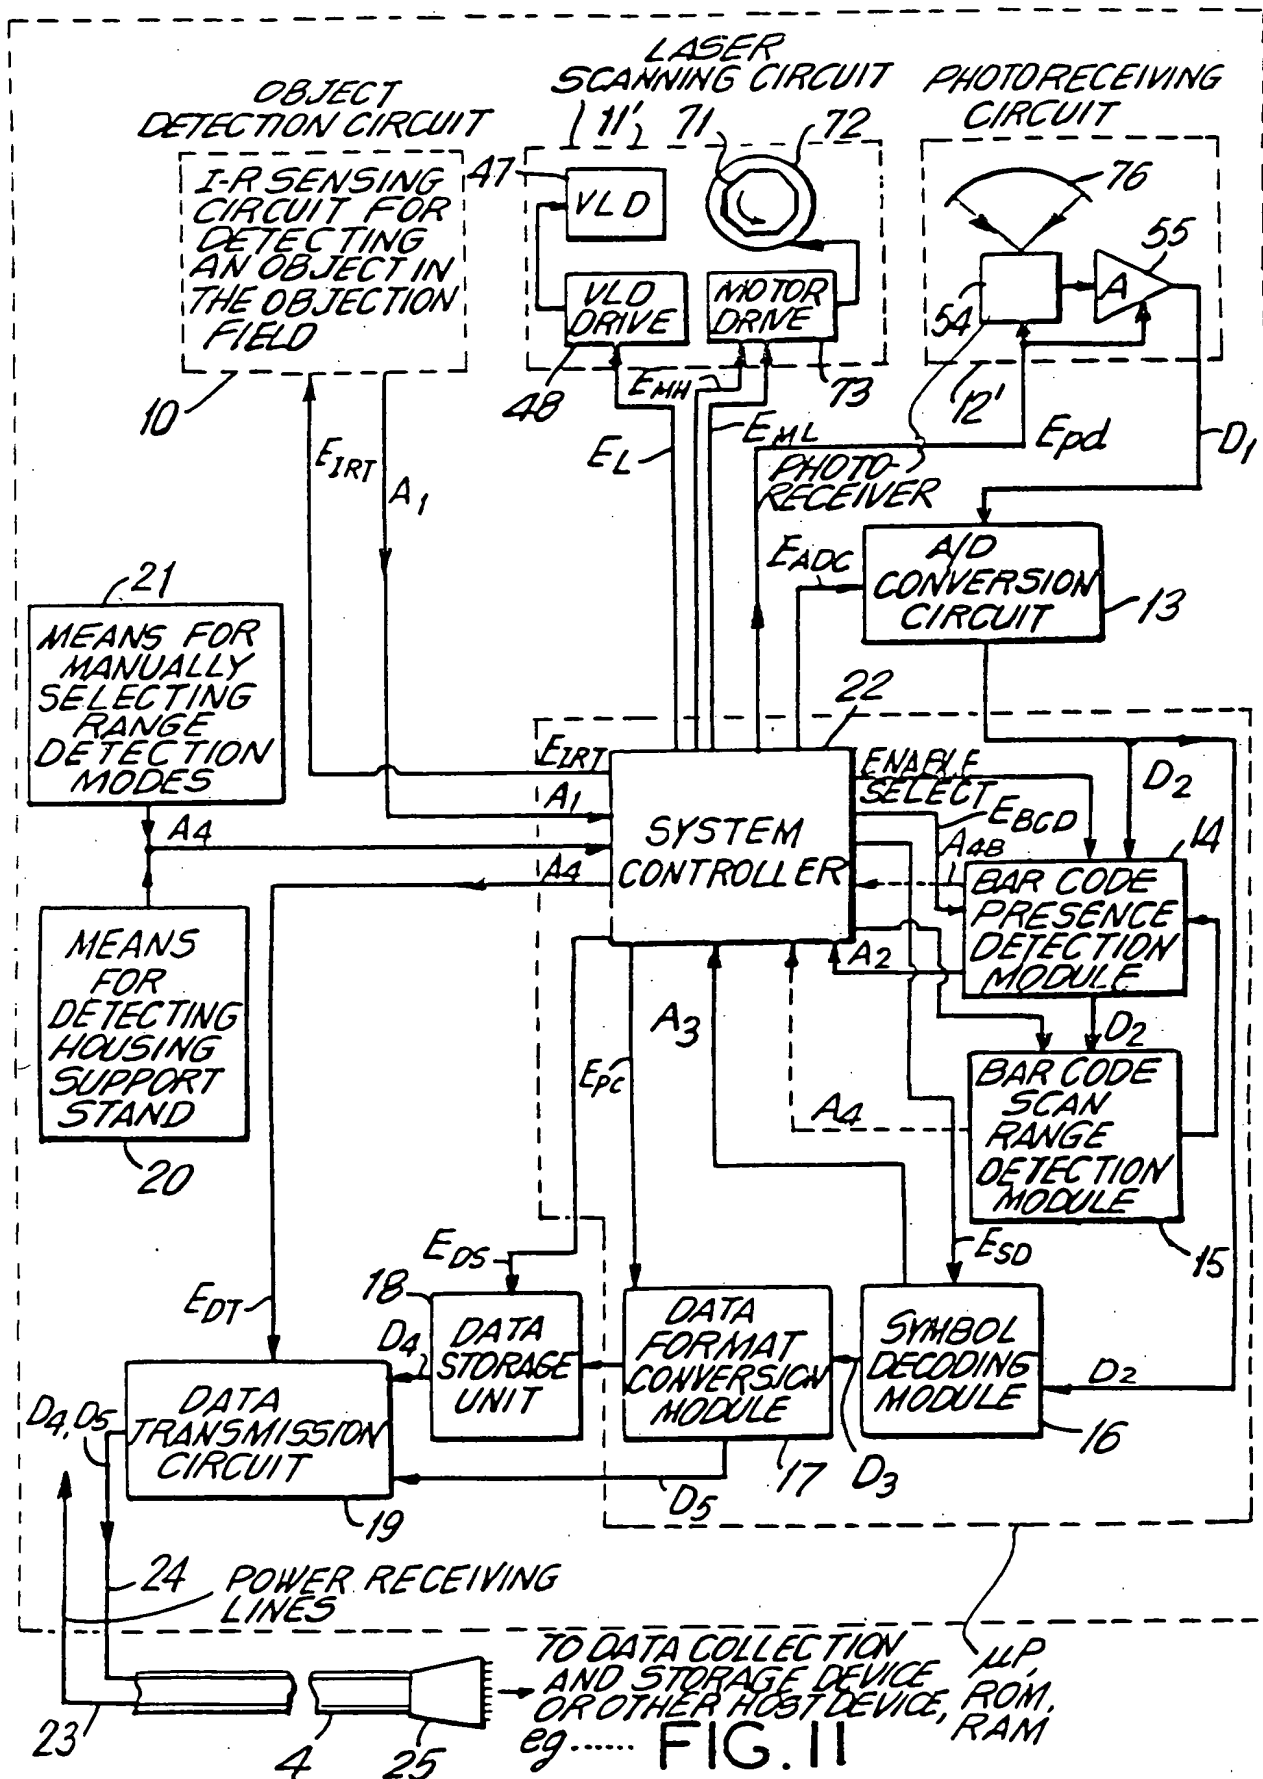 LASER
SCANNING CIRCUIT
OBJECT
DETECTION CIRCUIT
PHOTORECEIVING
CIRCUIT
11'
71
72
47
VLD
I-R SENSING
CIRCUIT FOR
DETECTING
AN OBJECT IN
THE OBJECTION
FIELD
76
55
A
54
VLD
DRIVE
MOTOR
DRIVE
10
48
EMH
73
12'
EIRT
A1
EL
EML
Epd
D1
PHOTO-
RECEIVER
EADC
A/D
CONVERSION
CIRCUIT
13
21
MEANS FOR
MANUALLY
SELECTING
RANGE
DETECTION
MODES
22
EIRT
A1
A4
A4
SYSTEM
CONTROLLER
ENABLE
SELECT
EBCD
A4B
D2
14
BAR CODE
PRESENCE
DETECTION
MODULE
A2
D2
MEANS
FOR
DETECTING
HOUSING
SUPPORT
STAND
20
A3
EPC
A4
BAR CODE
SCAN
RANGE
DETECTION
MODULE
15
ESD
EDS
EDT
18
D4
DATA
STORAGE
UNIT
DATA
FORMAT
CONVERSION
MODULE
17
D3
SYMBOL
DECODING
MODULE
16
D2
D4, D5
DATA
TRANSMISSION
CIRCUIT
19
D5
24
POWER RECEIVING
LINES
23
4
25
TO DATA COLLECTION
AND STORAGE DEVICE
OR OTHER HOST DEVICE,
eg......
µP,
ROM,
RAM
FIG. 11